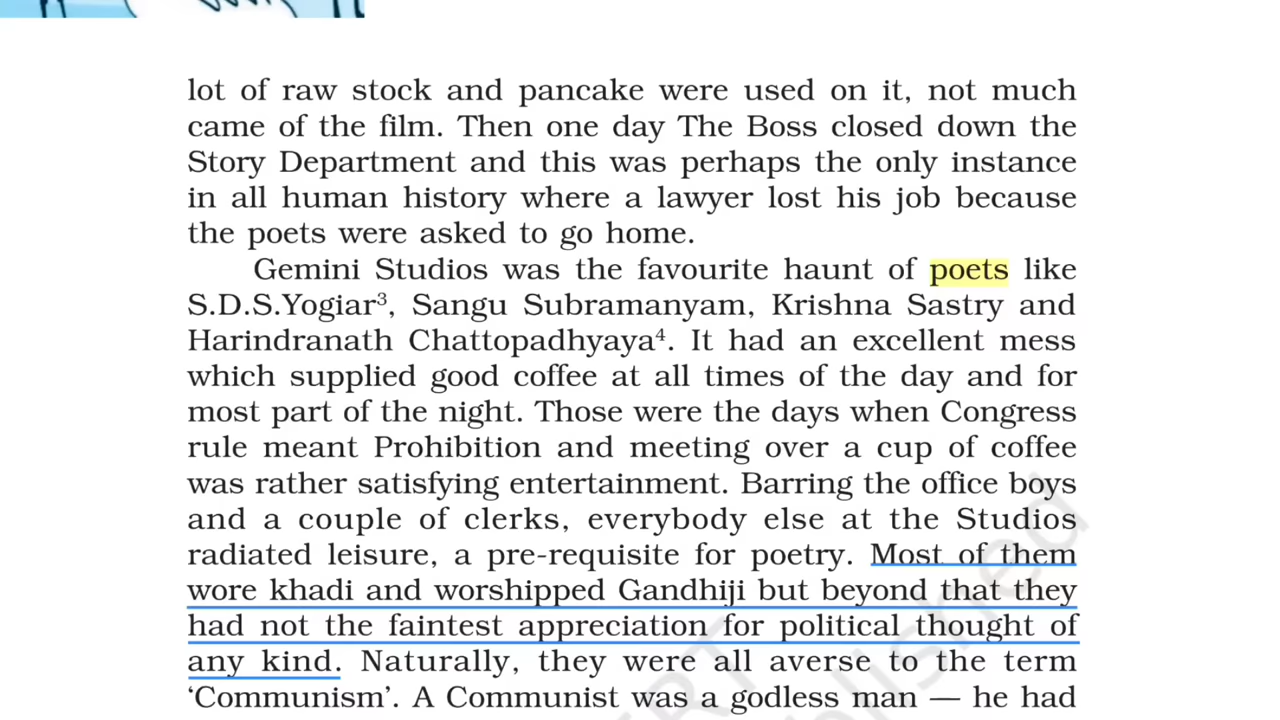 lot of raw stock and pancake were used on it, not much
came of the film. Then one day The Boss closed down the
Story Department and this was perhaps the only instance
in all human history where a lawyer lost his job because
the poets were asked to go home.
Gemini Studios was the favourite haunt of poets like
S.D.S.Yogiar³, Sangu Subramanyam, Krishna Sastry and
Harindranath Chattopadhyaya⁴. It had an excellent mess
which supplied good coffee at all times of the day and for
most part of the night. Those were the days when Congress
rule meant Prohibition and meeting over a cup of coffee
was rather satisfying entertainment. Barring the office boys
and a couple of clerks, everybody else at the Studios
radiated leisure, a pre-requisite for poetry. Most of them
wore khadi and worshipped Gandhiji but beyond that they
had not the faintest appreciation for political thought of
any kind. Naturally, they were all averse to the term
‘Communism’. A Communist was a godless man — he had